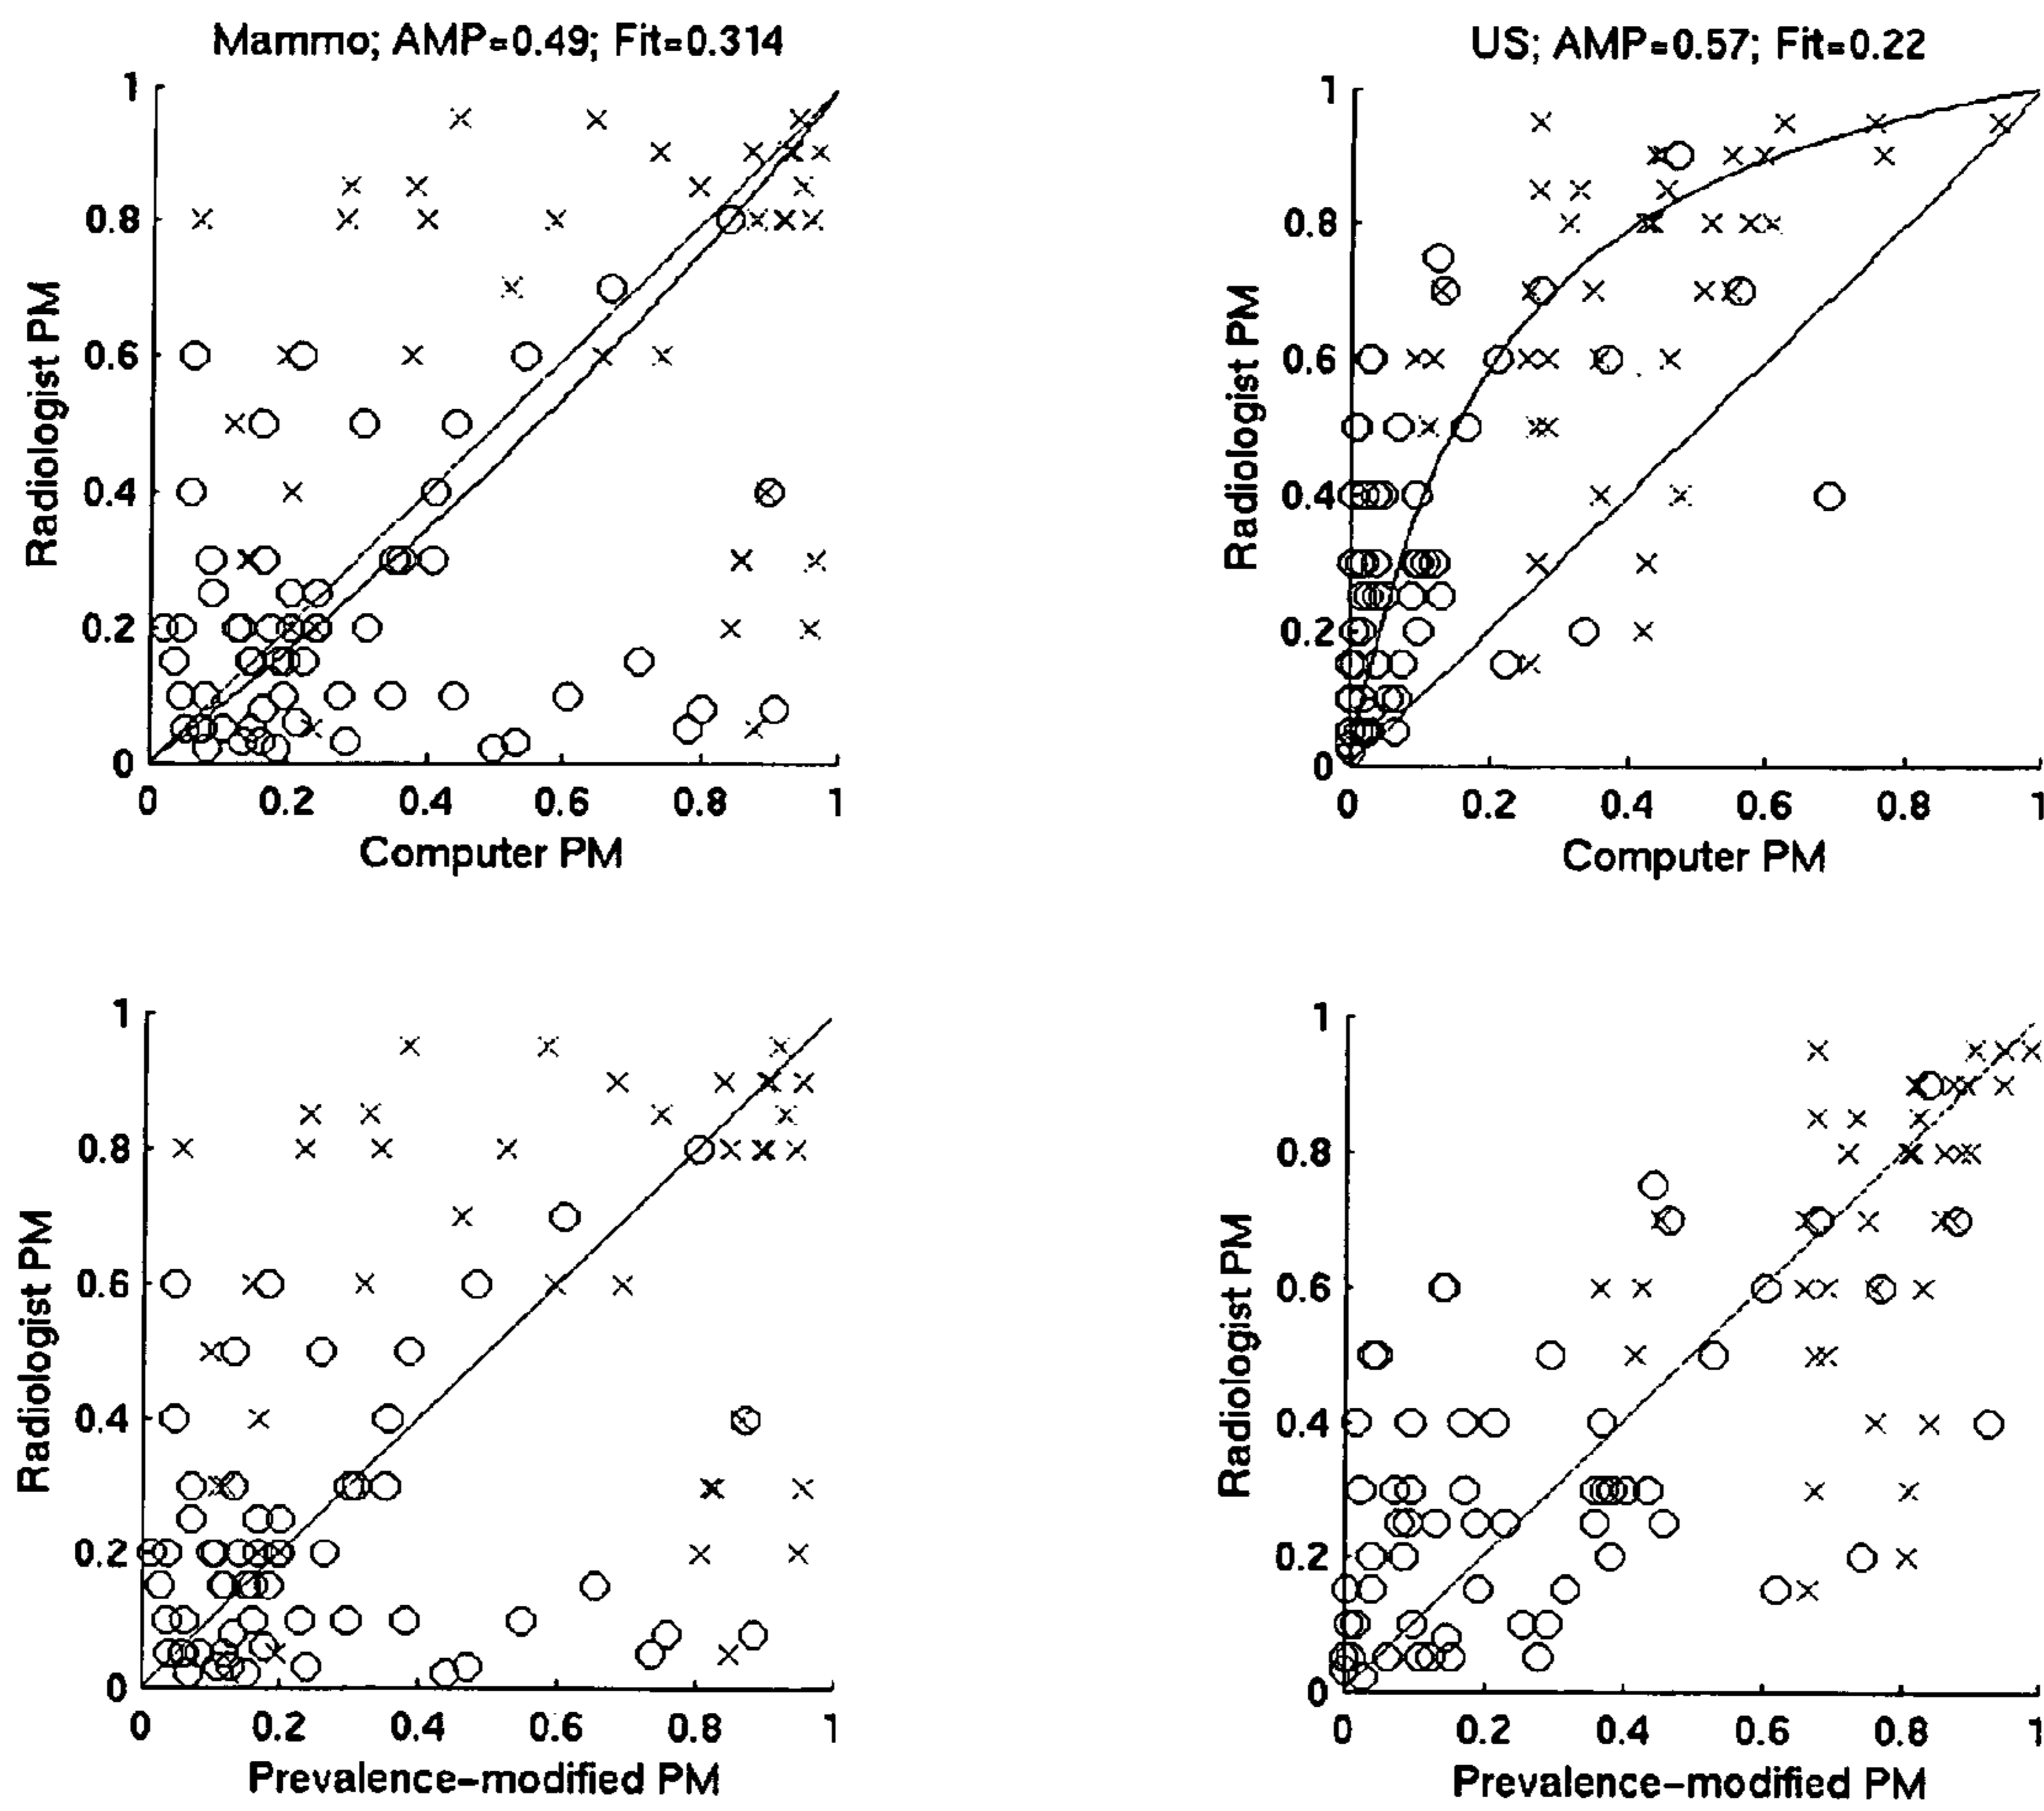 Mammo; AMP=0.49; Fit=0.314
1
0.8
0.6
0.4
0.2
0
Radiologist PM
0 0.2 0.4 0.6 0.8 1
Computer PM
US; AMP=0.57; Fit=0.22
1
0.8
0.6
0.4
0.2
0
Radiologist PM
0 0.2 0.4 0.6 0.8 1
Computer PM
1
0.8
0.6
0.4
0.2
0
Radiologist PM
0 0.2 0.4 0.6 0.8 1
Prevalence-modified PM
1
0.8
0.6
0.4
0.2
0
Radiologist PM
0 0.2 0.4 0.6 0.8 1
Prevalence-modified PM